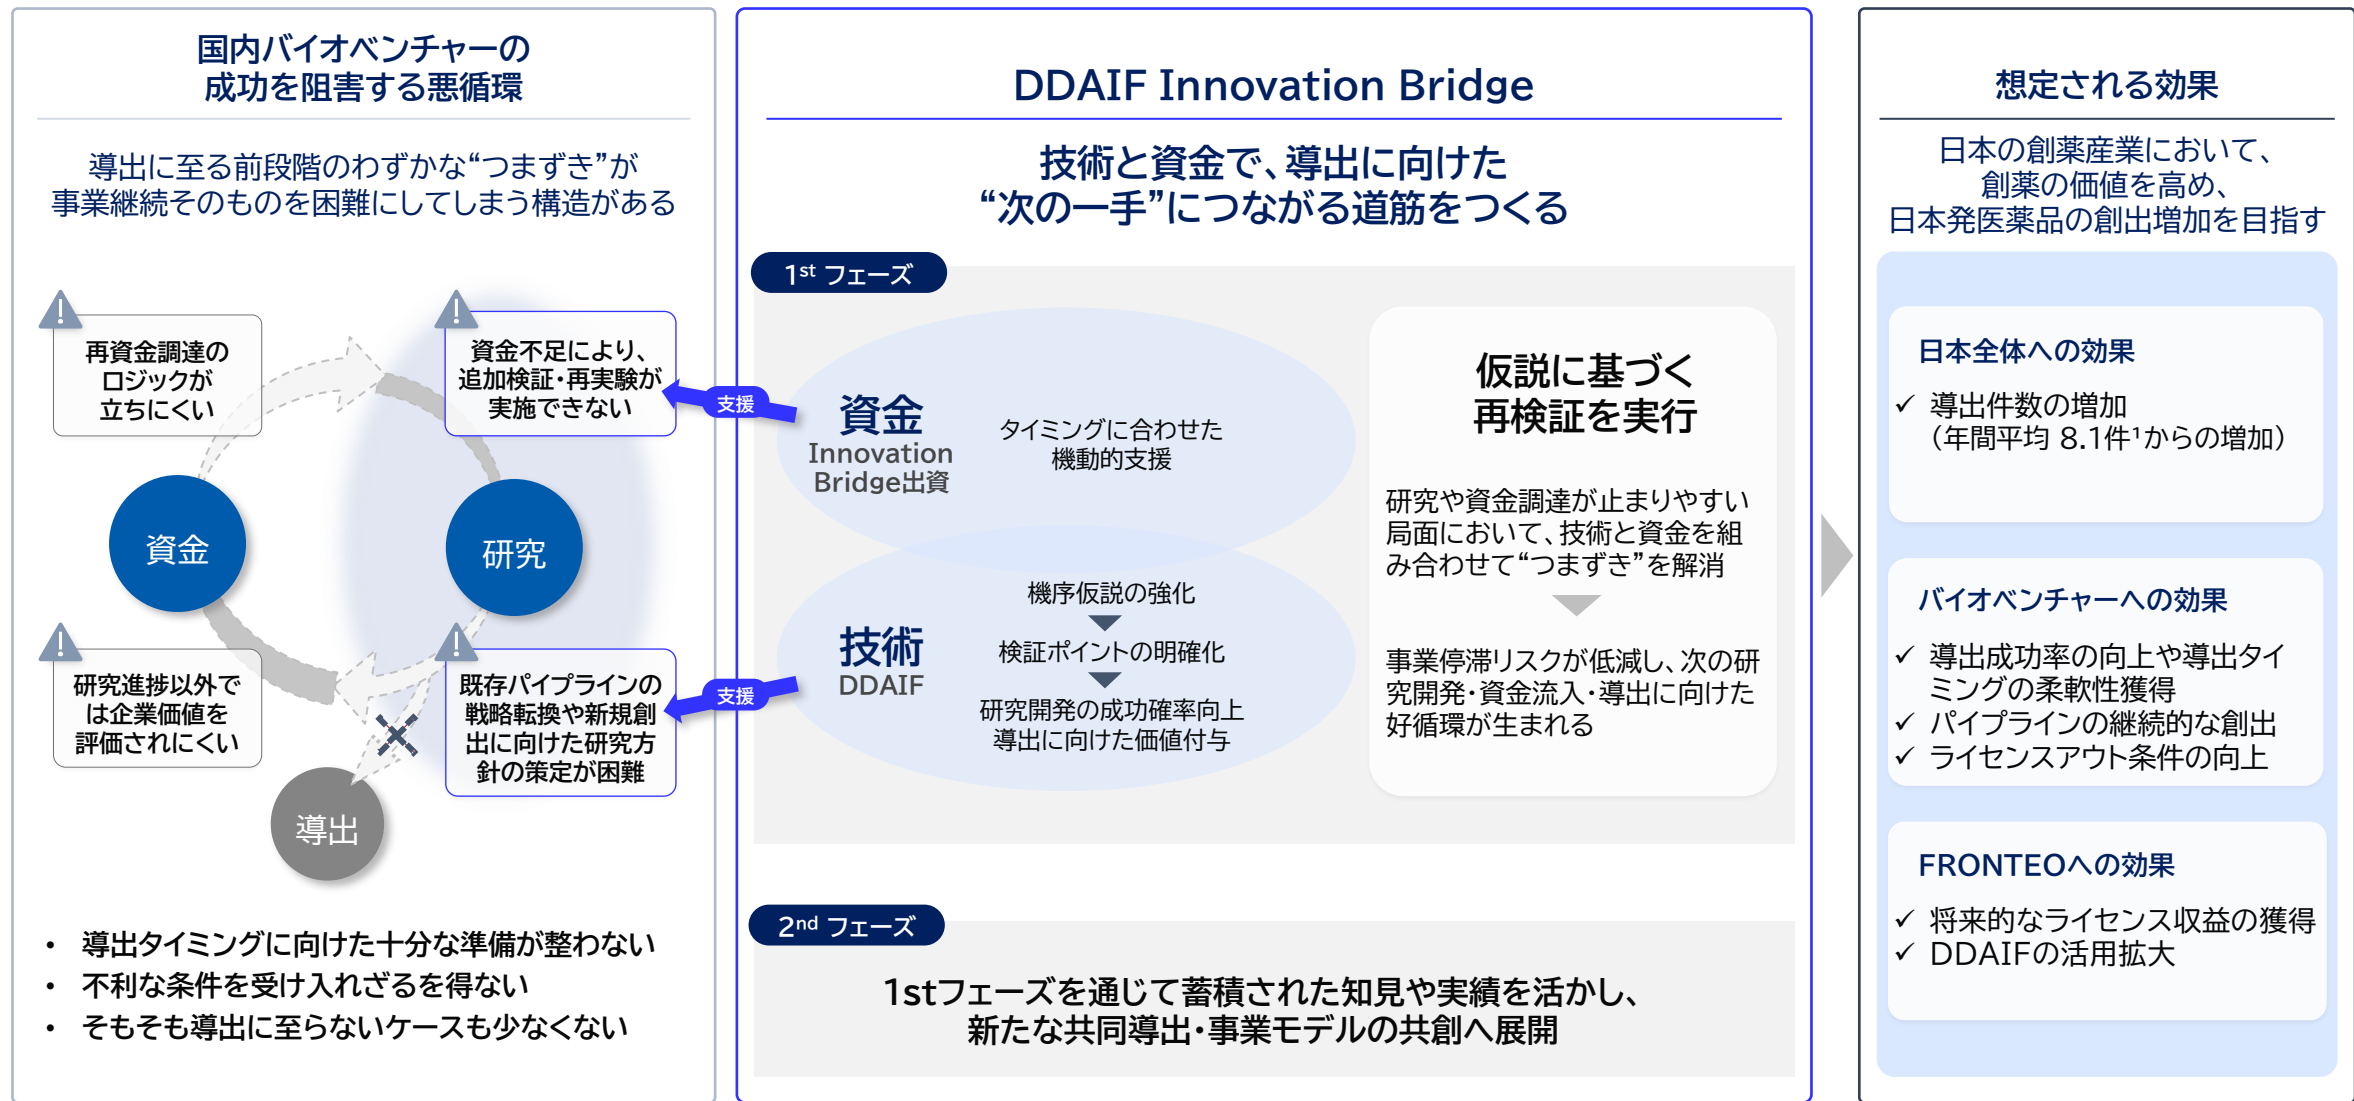 国内バイオベンチャーの
成功を阻害する悪循環
導出に至る前段階のわずかな“つまずき”が
事業継続そのものを困難にしてしまう構造がある
再資金調達の
ロジックが
立ちにくい
資金不足により、
追加検証・再実験が
実施できない
資金
研究
研究進捗以外で
は企業価値を
評価されにくい
既存パイプラインの
戦略転換や新規創
出に向けた研究方
針の策定が困難
導出
• 導出タイミングに向けた十分な準備が整わない
• 不利な条件を受け入れざるを得ない
• そもそも導出に至らないケースも少なくない
DDAIF Innovation Bridge
技術と資金で、導出に向けた
“次の一手”につながる道筋をつくる
1st フェーズ
支援
資金
Innovation
Bridge出資
タイミングに合わせた
機動的支援
支援
技術
DDAIF
機序仮説の強化
検証ポイントの明確化
研究開発の成功確率向上
導出に向けた価値付与
仮説に基づく
再検証を実行
研究や資金調達が止まりやすい
局面において、技術と資金を組
み合わせて“つまずき”を解消
事業停滞リスクが低減し、次の研
究開発・資金流入・導出に向けた
好循環が生まれる
2nd フェーズ
1stフェーズを通じて蓄積された知見や実績を活かし、
新たな共同導出・事業モデルの共創へ展開
想定される効果
日本の創薬産業において、
創薬の価値を高め、
日本発医薬品の創出増加を目指す
日本全体への効果
✓ 導出件数の増加
（年間平均 8.1件¹からの増加）
バイオベンチャーへの効果
✓ 導出成功率の向上や導出タイ
ミングの柔軟性獲得
✓ パイプラインの継続的な創出
✓ ライセンスアウト条件の向上
FRONTEOへの効果
✓ 将来的なライセンス収益の獲得
✓ DDAIFの活用拡大